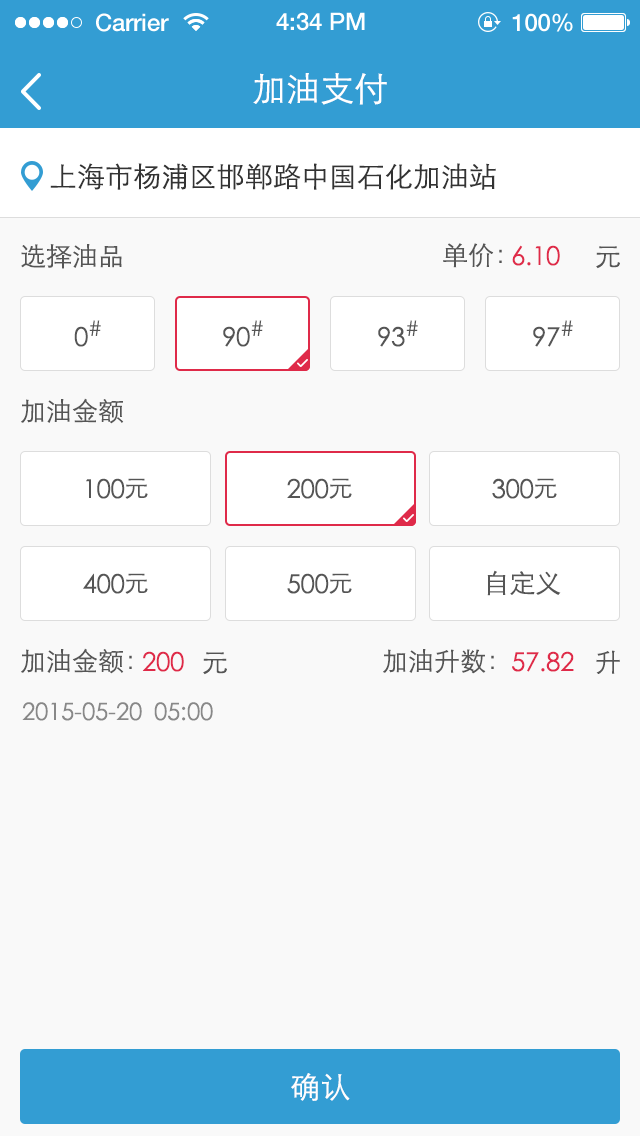 Carrier 4:34 PM 100%
加油支付
上海市杨浦区邯郸路中国石化加油站
选择油品 单价: 6.10 元
0# 90# 93# 97#
加油金额
100元 200元 300元
400元 500元 自定义
加油金额: 200 元 加油升数: 57.82 升
2015-05-20 05:00
确认